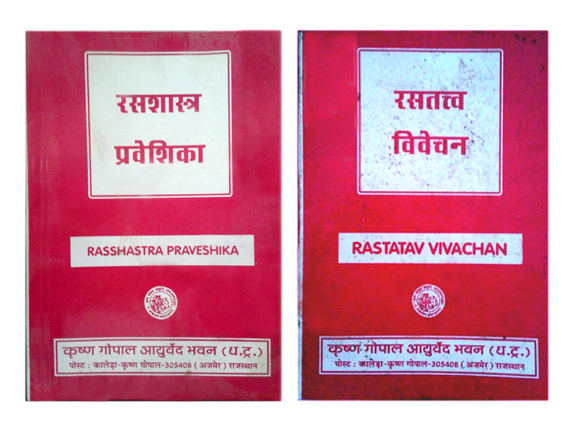 रसशास्त्र
प्रवेशिका
RASSHASTRA PRAVESHIKA
कृष्ण गोपाल आयुर्वेद भवन (ध.ट्र.)
पोस्ट : कालेड़ा-कृष्ण गोपाल-305408 ( अजमेर ) राजस्थान
रसतत्त्व
विवेचन
RASTATAV VIVACHAN
कृष्ण गोपाल आयुर्वेद भवन (ध.ट्र.)
पोस्ट : कालेड़ा-कृष्ण गोपाल-305408 ( अजमेर ) राजस्थान